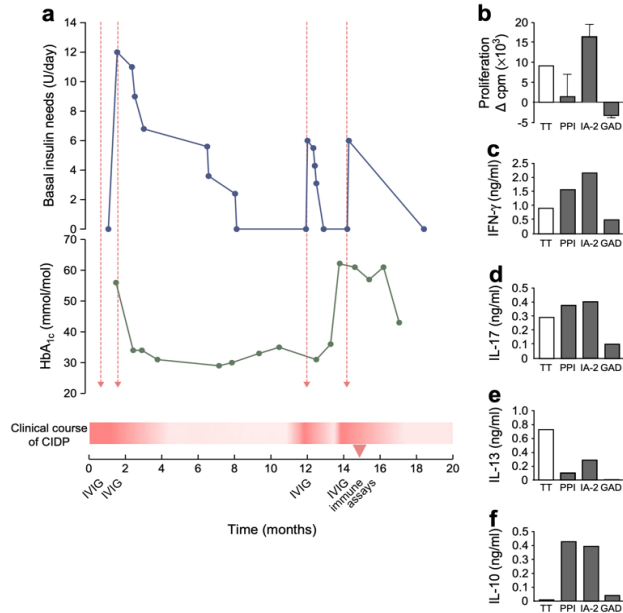 a
Basal insulin needs (U/day)
14
12
10
8
6
4
2
0
HbA1c (mmol/mol)
70
60
50
40
30
20
Clinical course
of CIDP
0 2 4 6 8 10 12 14 16 18 20
IVIG IVIG IVIG IVIG immune
assays
Time (months)
b
Proliferation
Δ cpm (×10³)
20
15
10
5
0
−5
TT PPI IA-2 GAD
c
IFN-γ (ng/ml)
2.5
2.0
1.5
1.0
0.5
0
TT PPI IA-2 GAD
d
IL-17 (ng/ml)
0.5
0.4
0.3
0.2
0.1
0
TT PPI IA-2 GAD
e
IL-13 (ng/ml)
1.0
0.8
0.6
0.4
0.2
0
TT PPI IA-2 GAD
f
IL-10 (ng/ml)
0.5
0.4
0.3
0.2
0.1
0
TT PPI IA-2 GAD